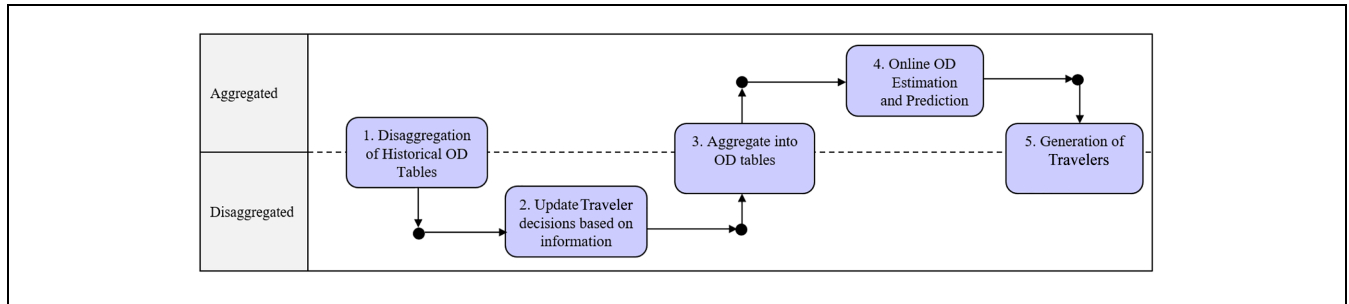 Aggregated
Disaggregated
1. Disaggregation
of Historical OD
Tables
2. Update Traveler
decisions based on
information
3. Aggregate into
OD tables
4. Online OD
Estimation
and Prediction
5. Generation of
Travelers